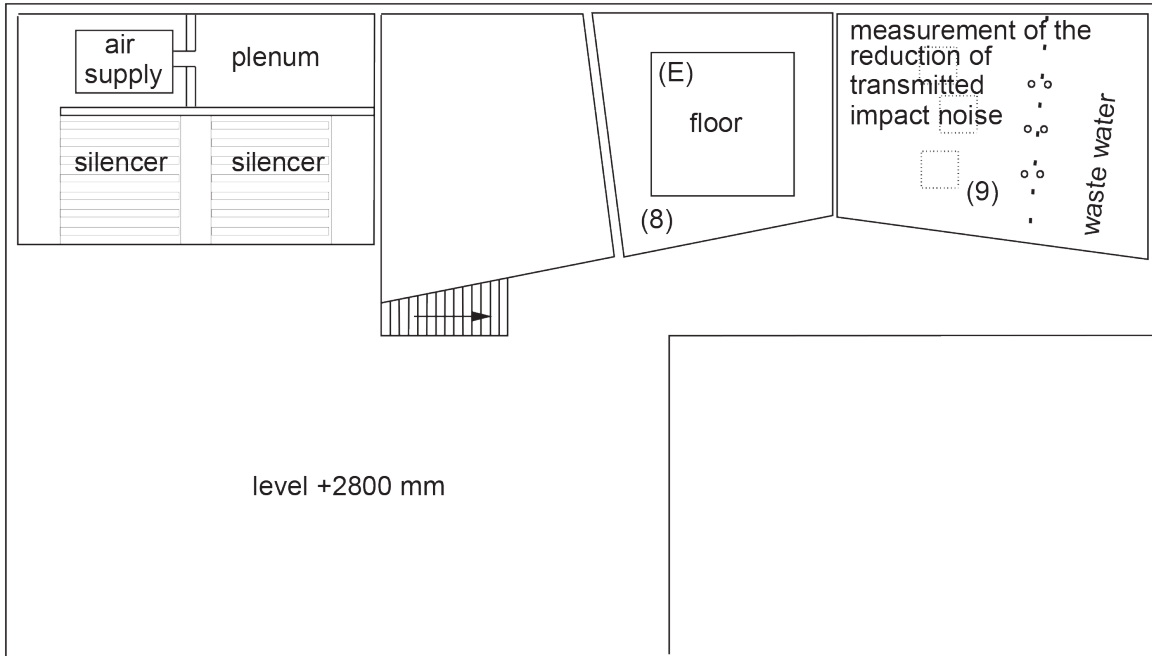 air
supply
plenum
silencer
silencer
(E)
floor
(8)
measurement of the
reduction of
transmitted
impact noise
(9)
waste water
level +2800 mm